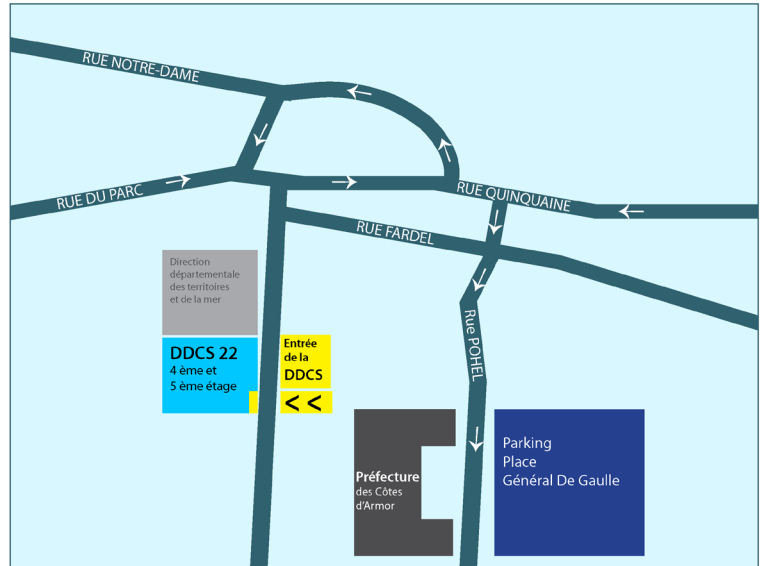 RUE NOTRE-DAME
RUE DU PARC
RUE QUINQUAINE
RUE FARDEL
Direction
départementale
des territoires
et de la mer
DDCS 22
4 ème et
5 ème étage
Entrée
de la
DDCS
< <
Rue POHEL
Préfecture
des Côtes
d'Armor
Parking
Place
Général De Gaulle